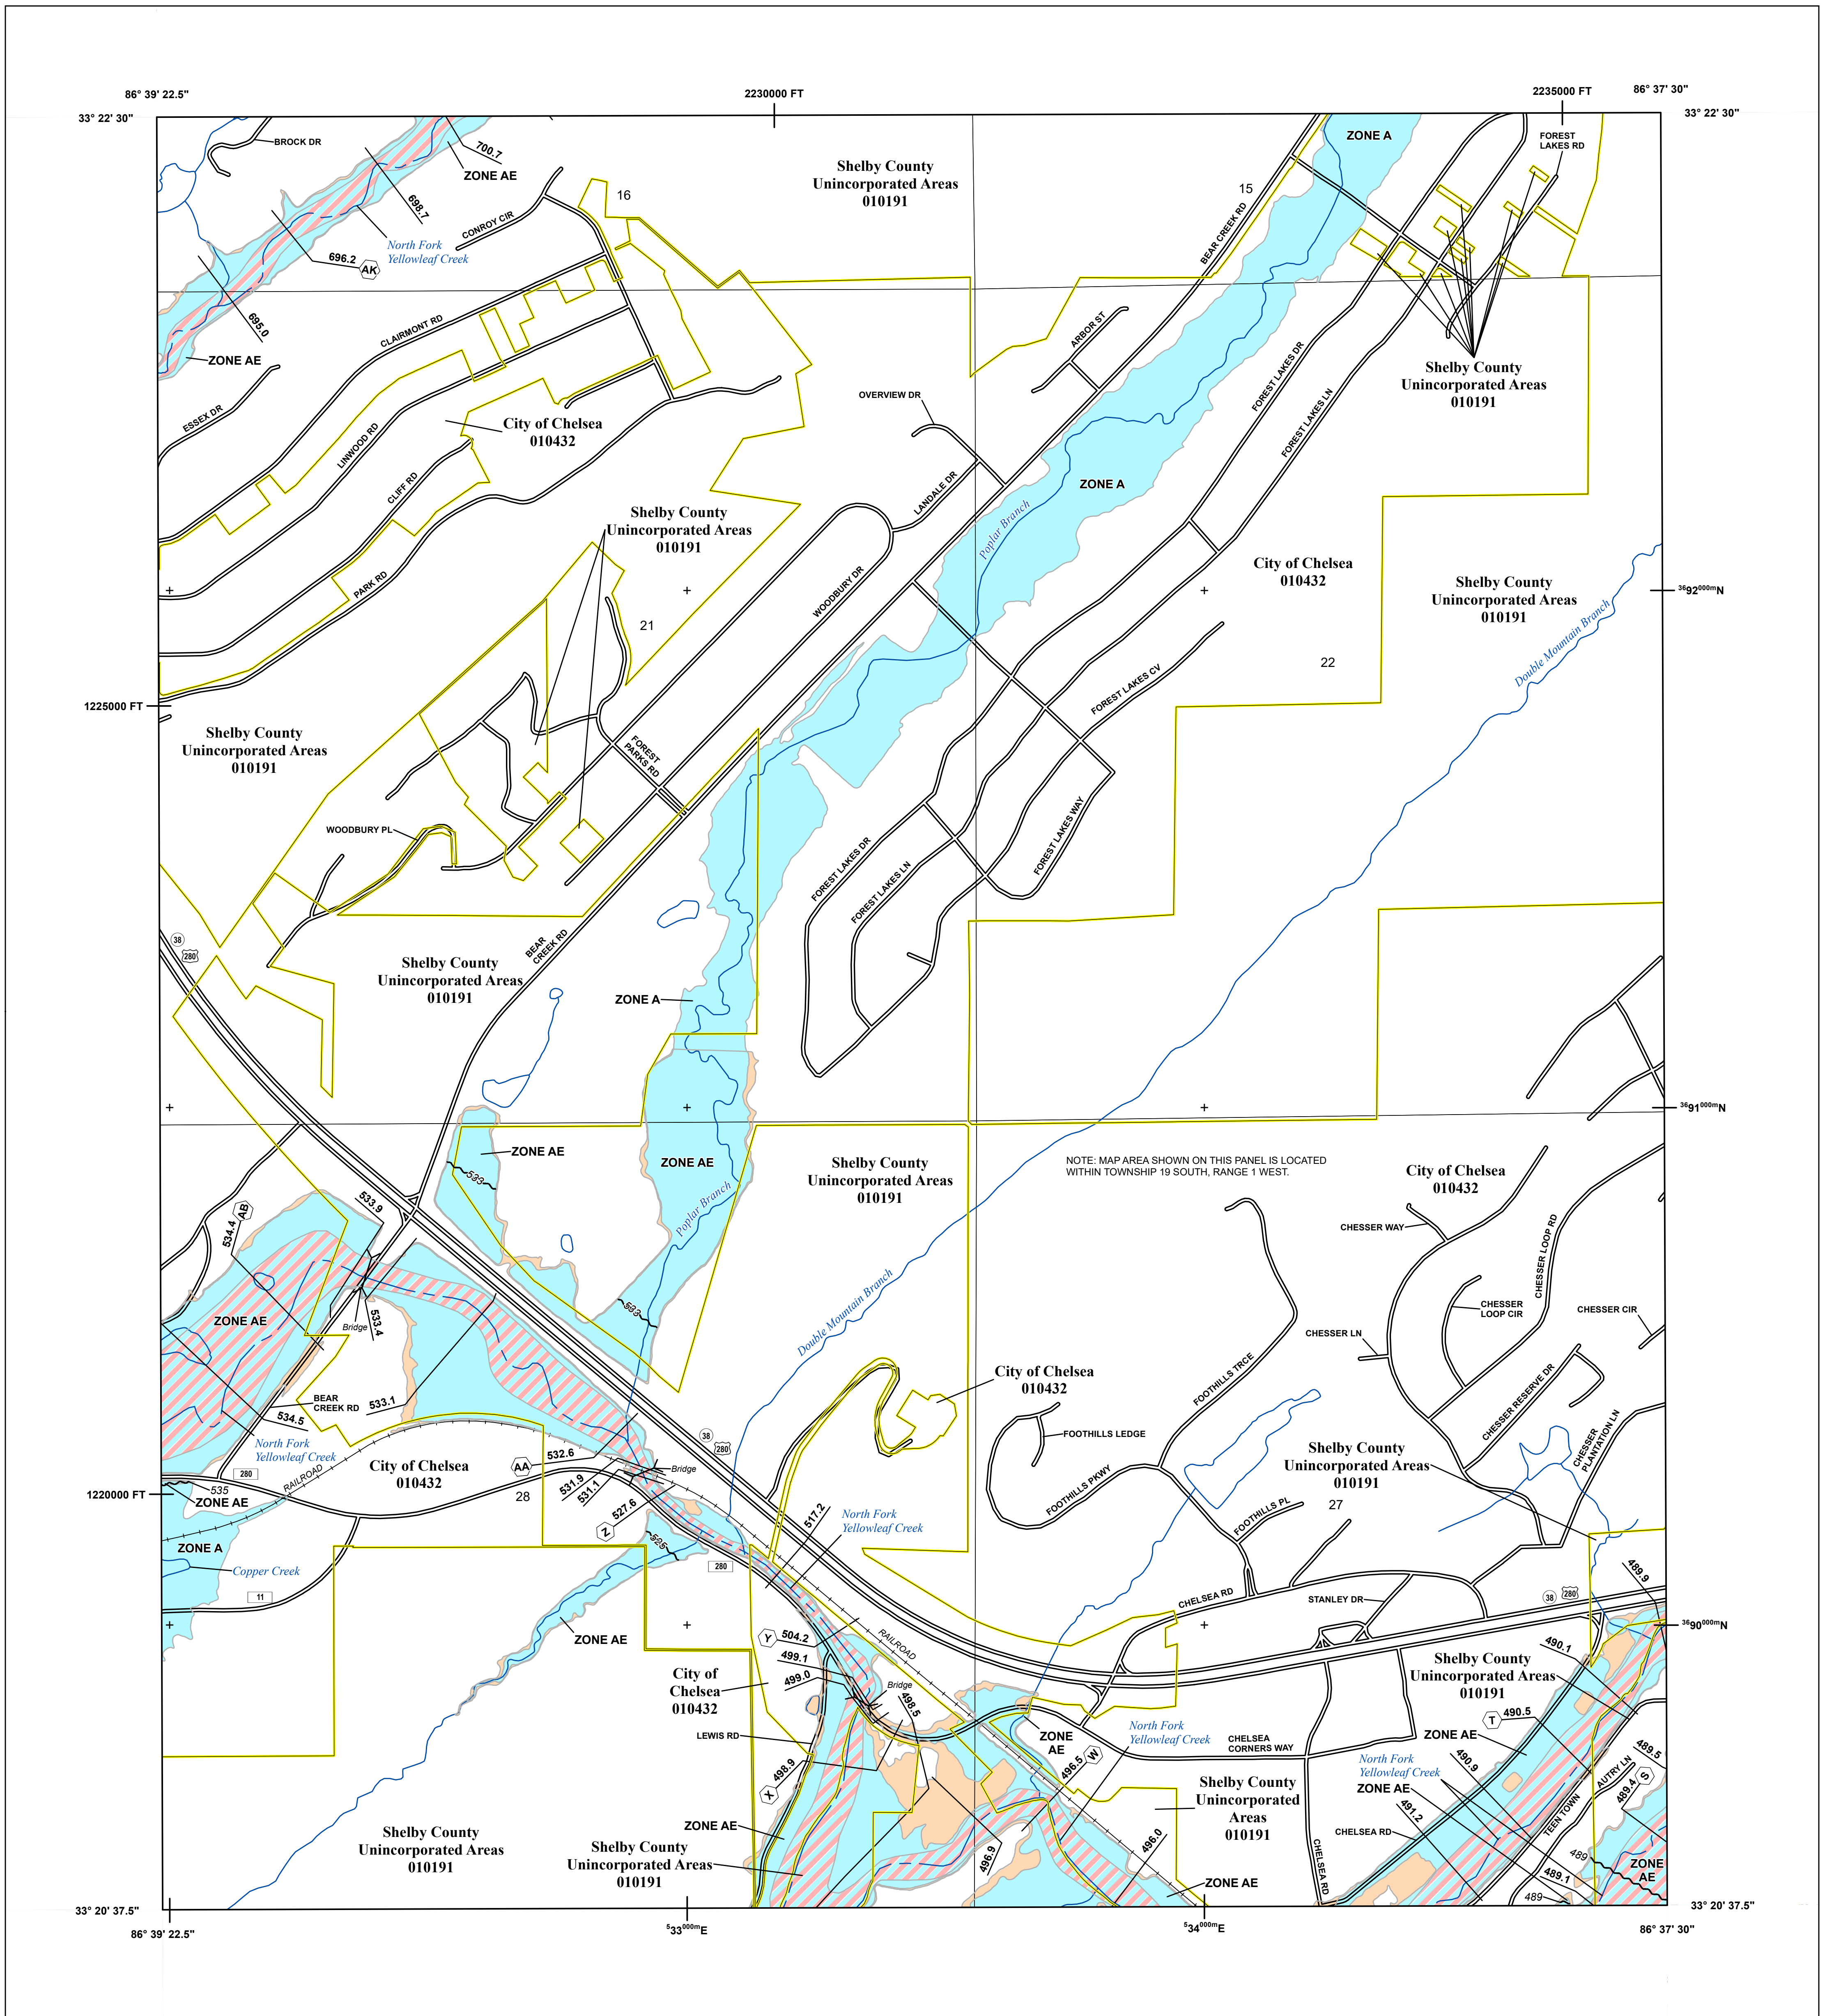 86° 39' 22.5"
2230000 FT
2235000 FT
86° 37' 30"
33° 22' 30"
33° 22' 30"
BROCK DR
700.7
ZONE AE
698.7
North Fork
Yellowleaf Creek
696.2
AK
695.0
ZONE AE
CONROY CIR
16
Shelby County
Unincorporated Areas
010191
15
BEAR CREEK RD
ZONE A
FOREST
LAKES RD
CLAIRMONT RD
ESSEX DR
LINWOOD RD
City of Chelsea
010432
CLIFF RD
PARK RD
ARBOR ST
OVERVIEW DR
LANDALE DR
FOREST LAKES DR
FOREST LAKES LN
Shelby County
Unincorporated Areas
010191
ZONE A
Poplar Branch
Shelby County
Unincorporated Areas
010191
WOODBURY DR
21
City of Chelsea
010432
Shelby County
Unincorporated Areas
010191
3692000mN
Double Mountain Branch
22
FOREST LAKES CV
1225000 FT
Shelby County
Unincorporated Areas
010191
FOREST
PARKS RD
WOODBURY PL
FOREST LAKES DR
FOREST LAKES LN
FOREST LAKES WAY
38
280
BEAR
CREEK RD
Shelby County
Unincorporated Areas
010191
ZONE A
3691000mN
ZONE AE
533
ZONE AE
Poplar Branch
Shelby County
Unincorporated Areas
010191
NOTE: MAP AREA SHOWN ON THIS PANEL IS LOCATED
WITHIN TOWNSHIP 19 SOUTH, RANGE 1 WEST.
City of Chelsea
010432
CHESSER WAY
CHESSER LOOP RD
CHESSER
LOOP CIR
CHESSER CIR
CHESSER LN
CHESSER RESERVE DR
CHESSER
PLANTATION LN
534.4
AB
533.9
ZONE AE
Bridge
533.4
533
Double Mountain Branch
BEAR
CREEK RD
533.1
534.5
North Fork
Yellowleaf Creek
City of Chelsea
010432
FOOTHILLS TRCE
FOOTHILLS LEDGE
FOOTHILLS PKWY
FOOTHILLS PL
Shelby County
Unincorporated Areas
010191
27
38
280
280
RAILROAD
City of Chelsea
010432
AA
532.6
Bridge
531.9
531.1
527.6
Z
28
1220000 FT
535
ZONE AE
ZONE A
Copper Creek
11
525
280
517.2
North Fork
Yellowleaf Creek
ZONE AE
CHELSEA RD
STANLEY DR
38
280
489.9
3690000mN
Y
504.2
RAILROAD
499.1
499.0
Bridge
498.5
City of
Chelsea
010432
LEWIS RD
498.9
X
ZONE
AE
496.5
W
North Fork
Yellowleaf Creek
CHELSEA
CORNERS WAY
490.1
Shelby County
Unincorporated Areas
010191
T
490.5
ZONE AE
North Fork
Yellowleaf Creek
490.9
ZONE AE
491.2
AUTRY LN
489.5
489.4
S
TEEN TOWN
CHELSEA RD
CHELSEA RD
Shelby County
Unincorporated
Areas
010191
ZONE AE
Shelby County
Unincorporated Areas
010191
Shelby County
Unincorporated Areas
010191
496.9
496.0
ZONE AE
489
489.1
489
ZONE
AE
33° 20' 37.5"
33° 20' 37.5"
86° 39' 22.5"
533000mE
534000mE
86° 37' 30"